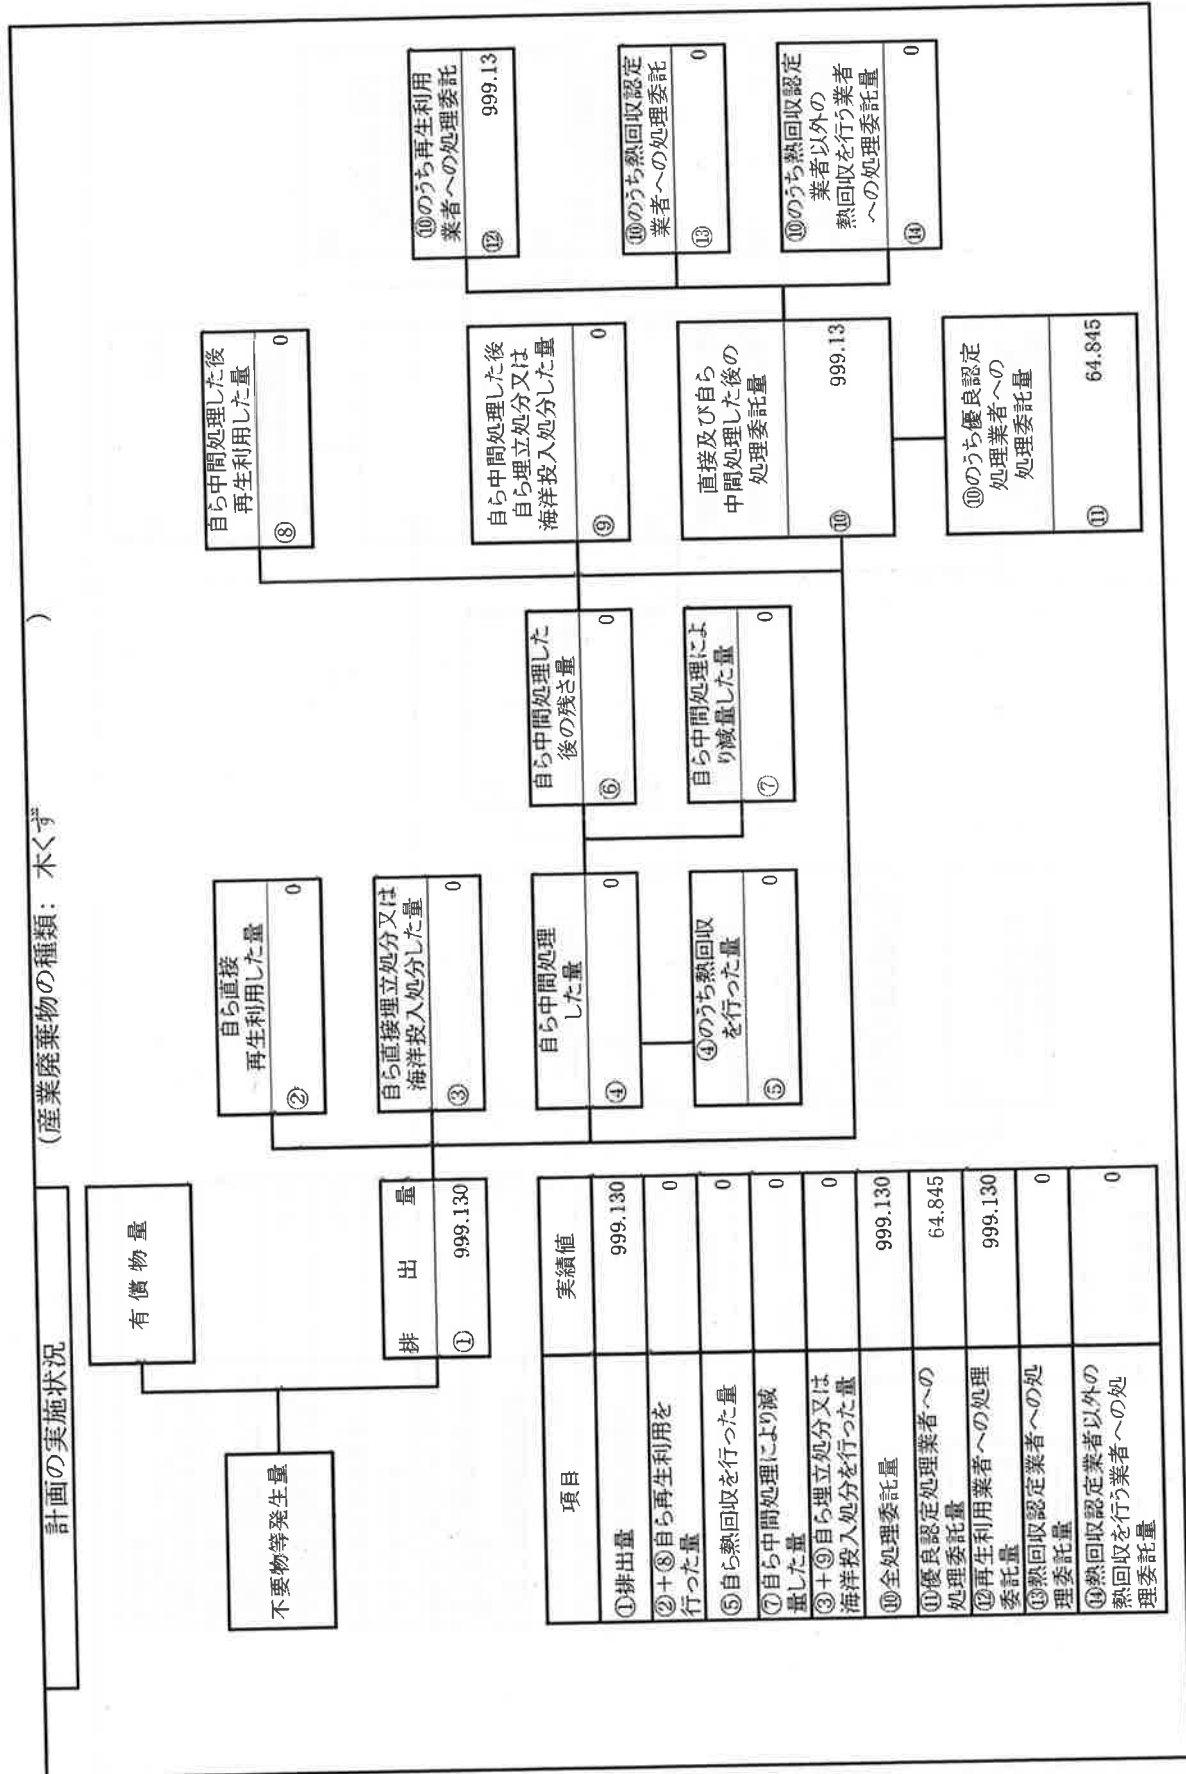 計画の実施状況
(産業廃棄物の種類： 木くず )
不要物等発生量
有償物量
排出量
① 999.130
自ら直接
再生利用した量
② 0
自ら直接埋立処分又は
海洋投入処分した量
③ 0
自ら中間処理
した量
④ 0
④のうち熱回収
を行った量
⑤ 0
自ら中間処理した
後の残さ量
⑥ 0
自ら中間処理によ
り減量した量
⑦ 0
自ら中間処理した後
再生利用した量
⑧ 0
自ら中間処理した後
自ら埋立処分又は
海洋投入処分した量
⑨ 0
直接及び自ら
中間処理した後の
処理委託量
⑩ 999.13
⑩のうち優良認定
処理業者への
処理委託量
⑪ 64.845
⑩のうち再生利用
業者への処理委託
⑫ 999.13
⑩のうち熱回収認定
業者への処理委託
⑬ 0
⑩のうち熱回収認定
業者以外の
熱回収を行う業者
への処理委託量
⑭ 0
項目 実績値
①排出量 999.130
②+⑧自ら再生利用を
行った量 0
⑤自ら熱回収を行った量 0
⑦自ら中間処理により減
量した量 0
③+⑨自ら埋立処分又は
海洋投入処分を行った量 0
⑩全処理委託量 999.130
⑪優良認定処理業者への
処理委託量 64.845
⑫再生利用業者への処理
委託量 999.130
⑬熱回収認定業者への処
理委託量 0
⑭熱回収認定業者以外の
熱回収を行う業者への処
理委託量 0